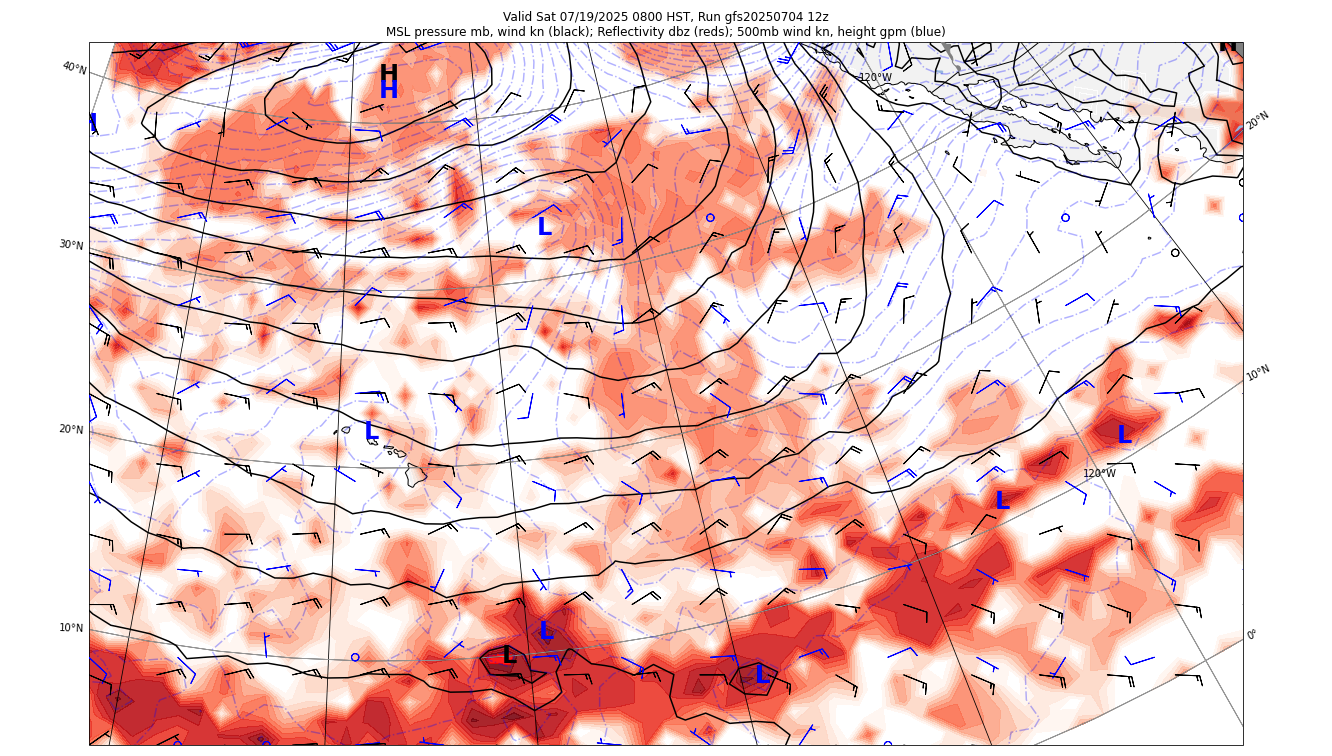 Valid Sat 07/19/2025 0800 HST, Run gfs20250704 12z
MSL pressure mb, wind kn (black); Reflectivity dbz (reds); 500mb wind kn, height gpm (blue)
H
H
40°N
120°W
20°N
L
30°N
10°N
20°N
L
L
120°W
L
10°N
L
0°
L
L